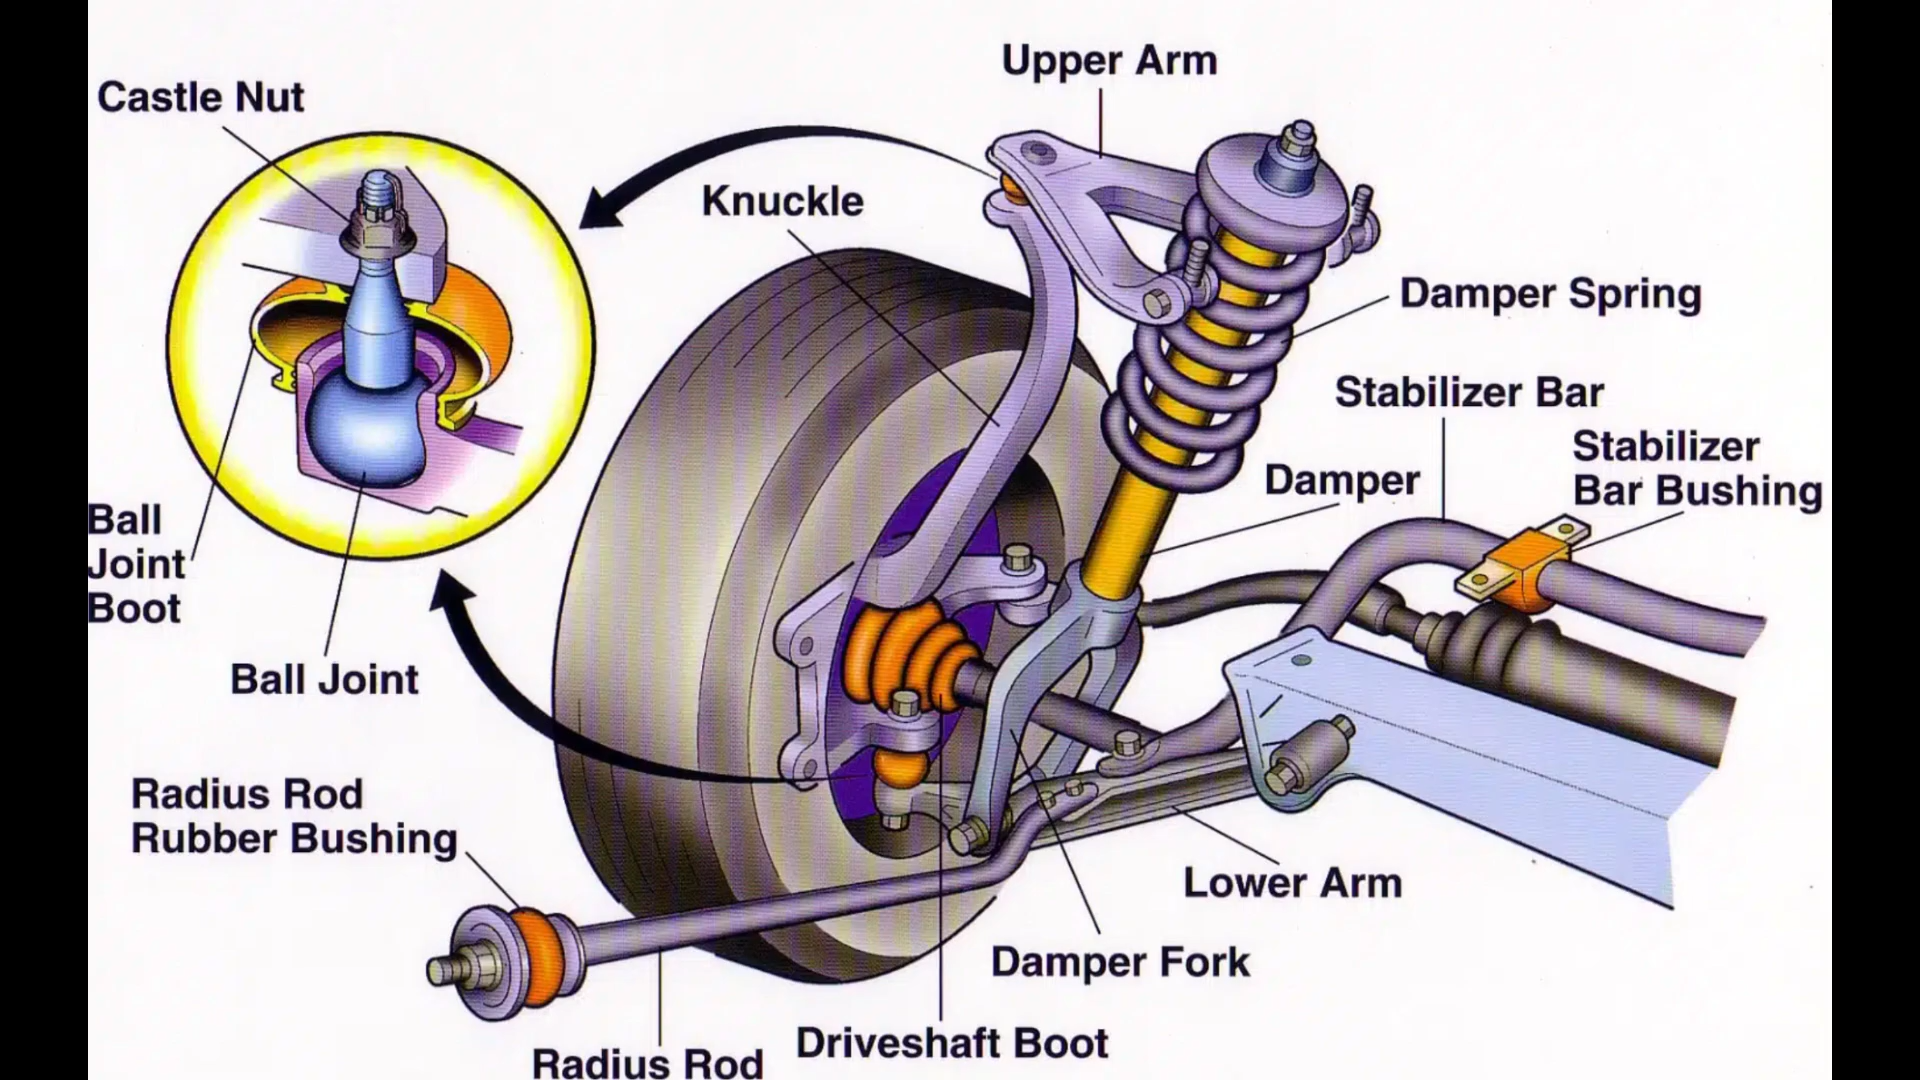 Upper Arm
Castle Nut
Knuckle
Damper Spring
Stabilizer Bar
Stabilizer
Bar Bushing
Damper
Ball
Joint
Boot
Ball Joint
Radius Rod
Rubber Bushing
Lower Arm
Damper Fork
Driveshaft Boot
Radius Rod